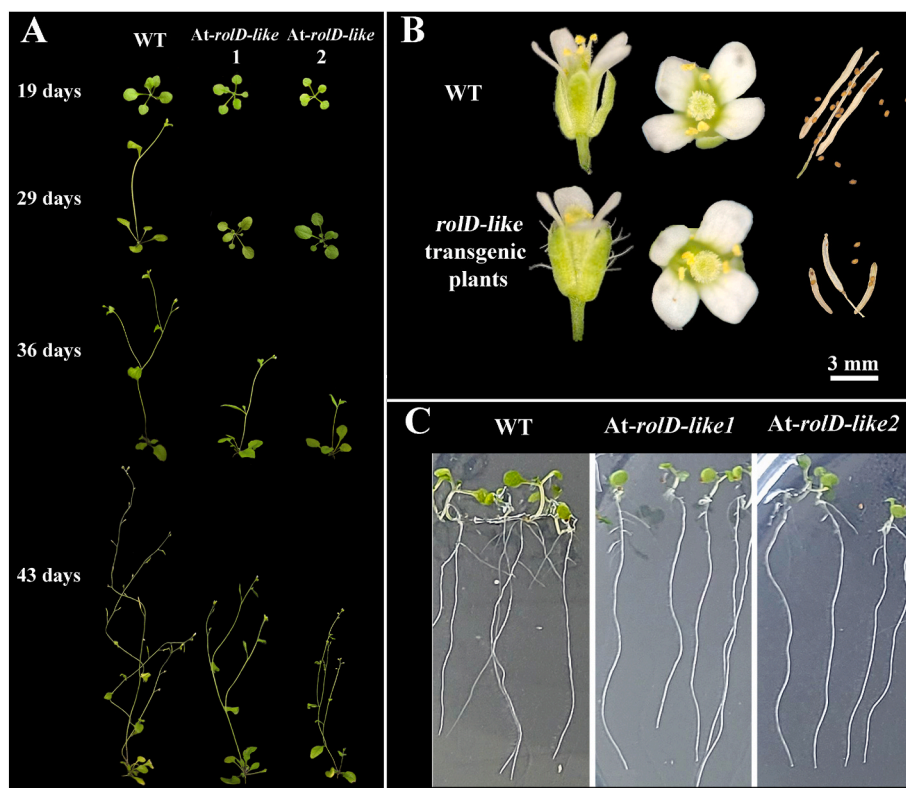 A
WT
At-rolD-like
1
At-rolD-like
2
19 days
29 days
36 days
43 days
B
WT
rolD-like
transgenic
plants
3 mm
C
WT
At-rolD-like1
At-rolD-like2